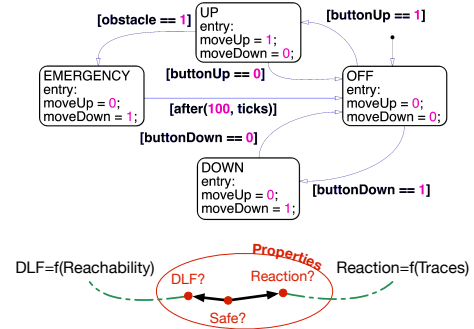 [obstacle == 1]
UP
entry:
moveUp = 1;
moveDown = 0;
[buttonUp == 1]
[buttonUp == 0]
EMERGENCY
entry:
moveUp = 0;
moveDown = 1;
OFF
entry:
moveUp = 0;
moveDown = 0;
[after(100, ticks)]
[buttonDown == 0]
DOWN
entry:
moveUp = 0;
moveDown = 1;
[buttonDown == 1]
Properties
DLF=f(Reachability)
DLF?
Reaction?
Reaction=f(Traces)
Safe?